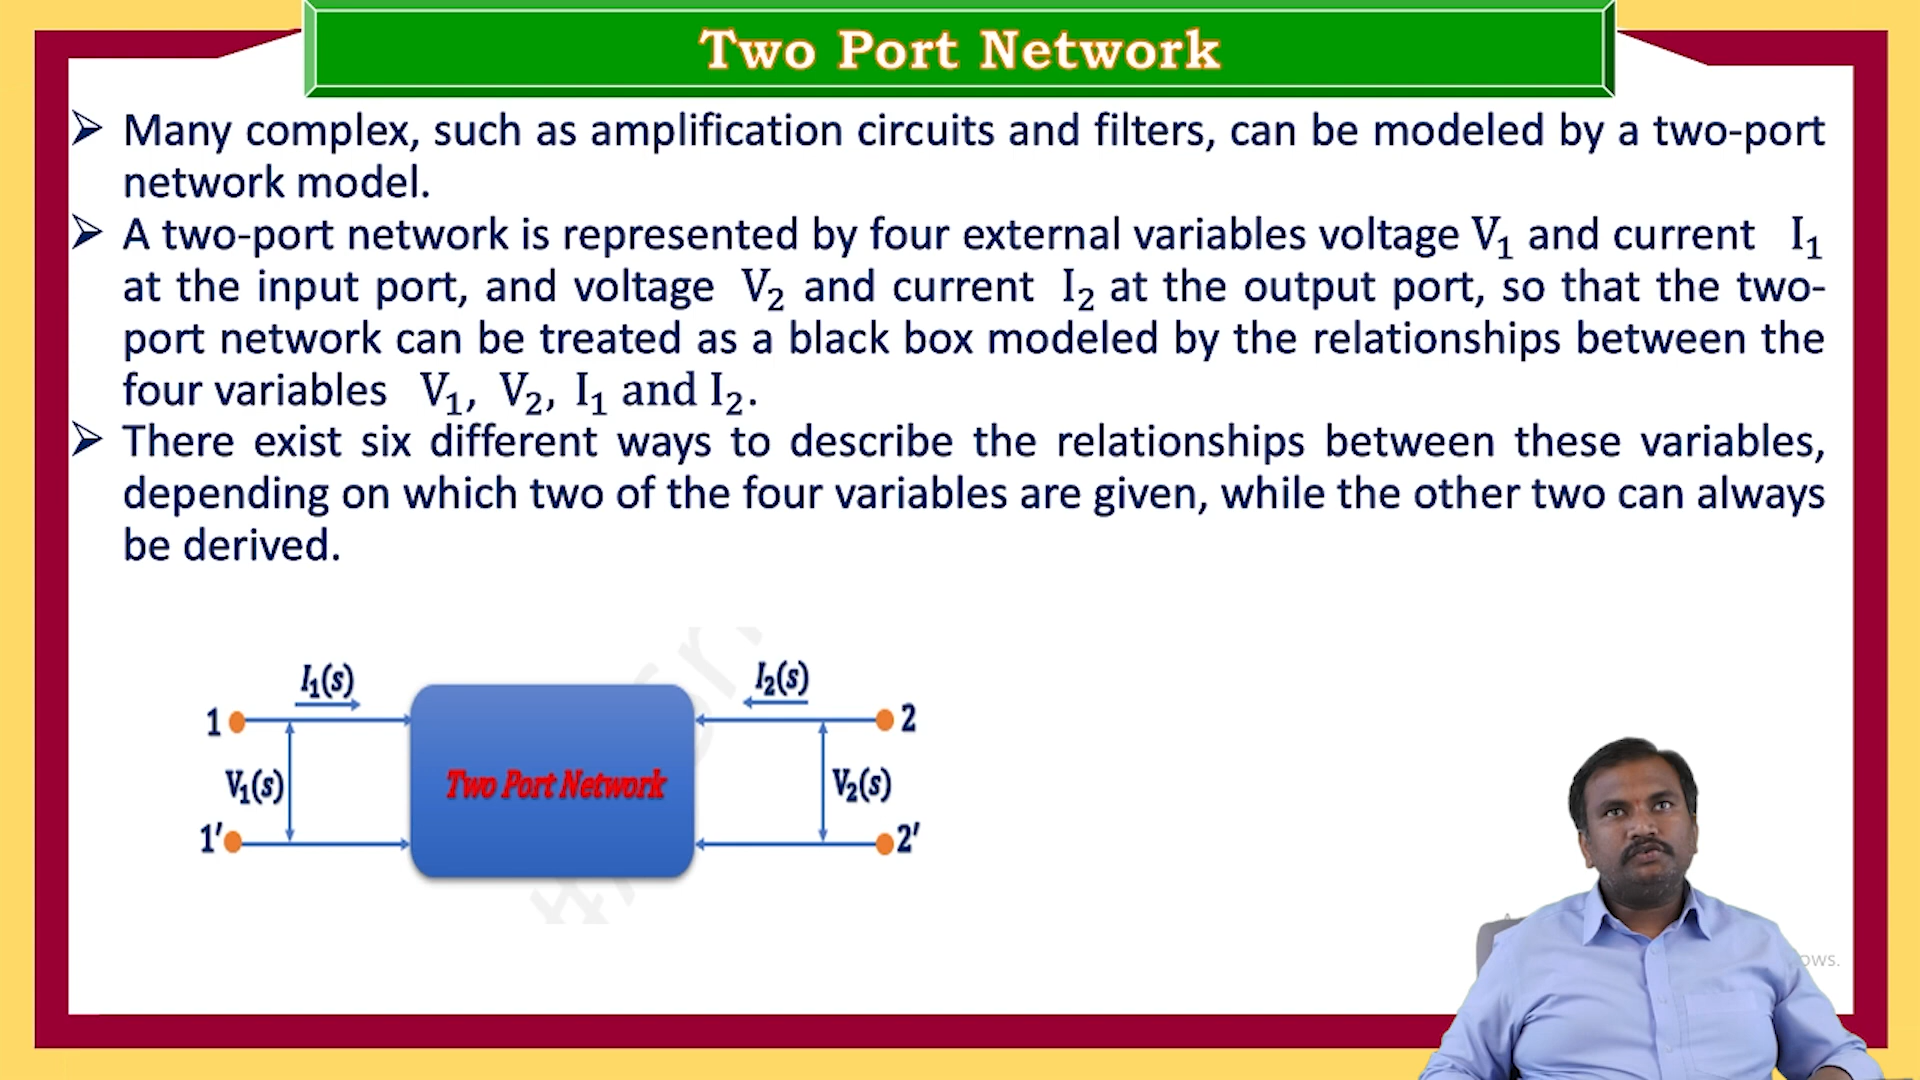 Two Port Network
➢ Many complex, such as amplification circuits and filters, can be modeled by a two-port
network model.
➢ A two-port network is represented by four external variables voltage V₁ and current I₁
at the input port, and voltage V₂ and current I₂ at the output port, so that the two-
port network can be treated as a black box modeled by the relationships between the
four variables V₁, V₂, I₁ and I₂.
➢ There exist six different ways to describe the relationships between these variables,
depending on which two of the four variables are given, while the other two can always
be derived.
I₁(s)
I₂(s)
1
2
V₁(s)
Two Port Network
V₂(s)
1′
2′